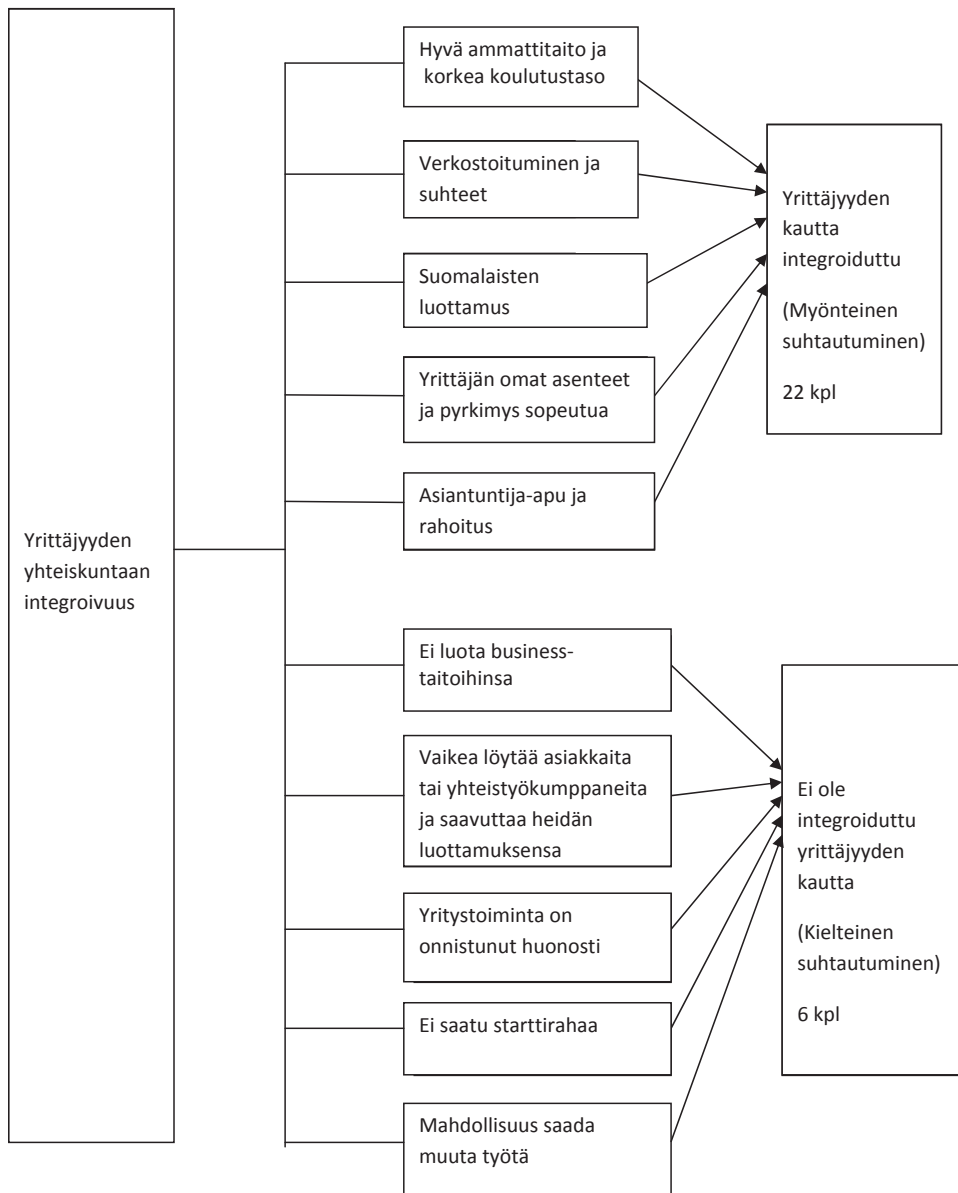 Yrittäjyyden
yhteiskuntaan
integroivuus
Hyvä ammattitaito ja
korkea koulutustaso
Verkostoituminen ja
suhteet
Suomalaisten
luottamus
Yrittäjän omat asenteet
ja pyrkimys sopeutua
Asiantuntija-apu ja
rahoitus
Yrittäjyyden
kautta
integroiduttu
(Myönteinen
suhtautuminen)
22 kpl
Ei luota business-
taitoihinsa
Vaikea löytää asiakkaita
tai yhteistyökumppaneita
ja saavuttaa heidän
luottamuksensa
Yritystoiminta on
onnistunut huonosti
Ei saatu starttirahaa
Mahdollisuus saada
muuta työtä
Ei ole
integroiduttu
yrittäjyyden
kautta
(Kielteinen
suhtautuminen)
6 kpl